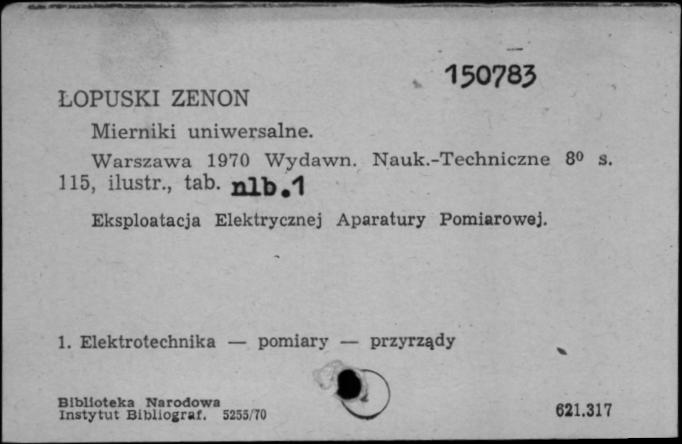 150783
ŁOPUSKI ZENON
Mierniki uniwersalne.
Warszawa 1970 Wydawn. Nauk.-Techniczne 8º s.
115, ilustr., tab. nlb.1
Eksploatacja Elektrycznej Aparatury Pomiarowej.
1. Elektrotechnika — pomiary — przyrządy
Biblioteka Narodowa
Instytut Bibliograf. 5255/70
621.317